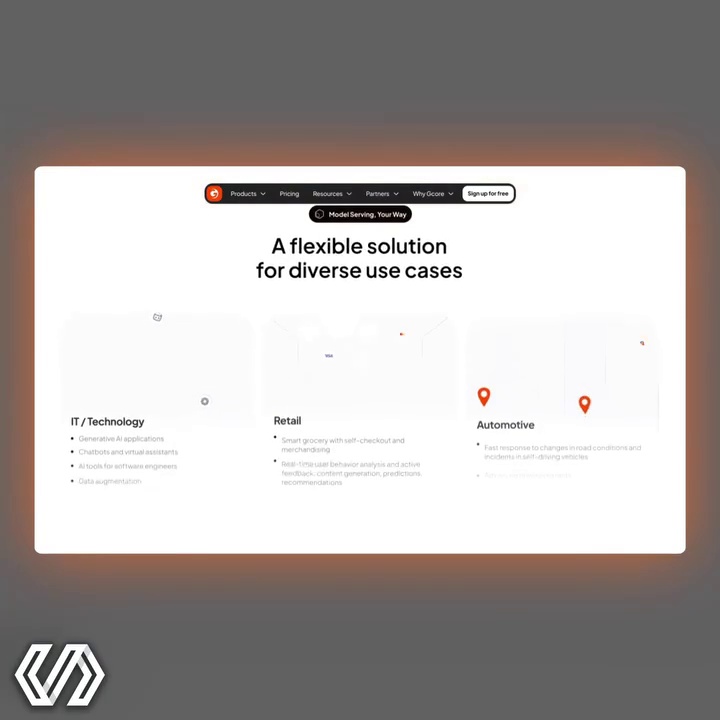 Products Pricing Resources Partners Why Gcore Sign up for free
Model Serving, Your Way
A flexible solution
for diverse use cases
IT / Technology
Generative AI applications
Chatbots and virtual assistants
AI tools for software engineers
Data augmentation
Retail
Smart grocery with self-checkout and
merchandising
Real-time user behavior analysis and active
feedback, content generation, predictions,
recommendations
Automotive
Fast response to changes in road conditions and
incidents in self-driving vehicles